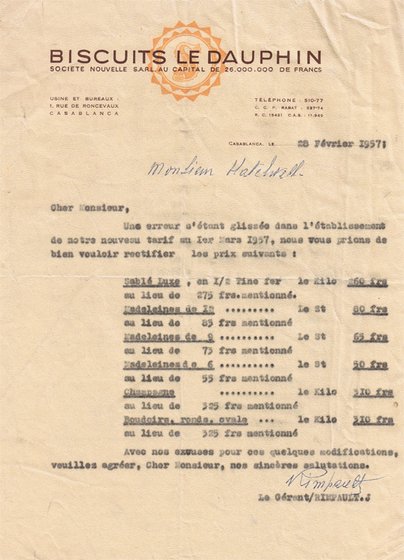 BISCUITS LE DAUPHIN
SOCIÉTÉ NOUVELLE S.A.R.L. AU CAPITAL DE 26.000.000 DE FRANCS
USINE ET BUREAUX :
1, RUE DE RONCEVAUX
CASABLANCA
TÉLÉPHONE : 510-77
C. C. P. RABAT - 287-74
R. C. 15421 C.A.S. - 11.949
CASABLANCA, LE 28 Février 1957:
Monsieur Hatchwell
Cher Monsieur,
Une erreur s'étant glissée dans l'établissement
de notre nouveau tarif au 1er Mars 1957, nous vous prions de
bien vouloir rectifier les prix suivants :
Sablé Luxe, en 1/2 Tine fer le Kilo 260 frs
au lieu de 275 frs.mentionné.
Madeleines de 12 .......... le St 80 frs
au lieu de 85 frs mentionné
Madeleines de 9 .......... le St 65 frs
au lieu de 73 frs mentionné
Madeleines de 6 .......... le St 50 frs
au lieu de 55 frs mentionné
Champagne .......... le Kilo 310 frs
au lieu de 325 frs mentionné
Boudoirs, ronds, ovale ... le Kilo 310 frs
au lieu de 325 frs mentionné
Avec nos excuses pour ces quelques modifications,
veuillez agréer, Cher Monsieur, nos sincères salutations.
Rimpault
Le Gérant/RIMPAULT.J